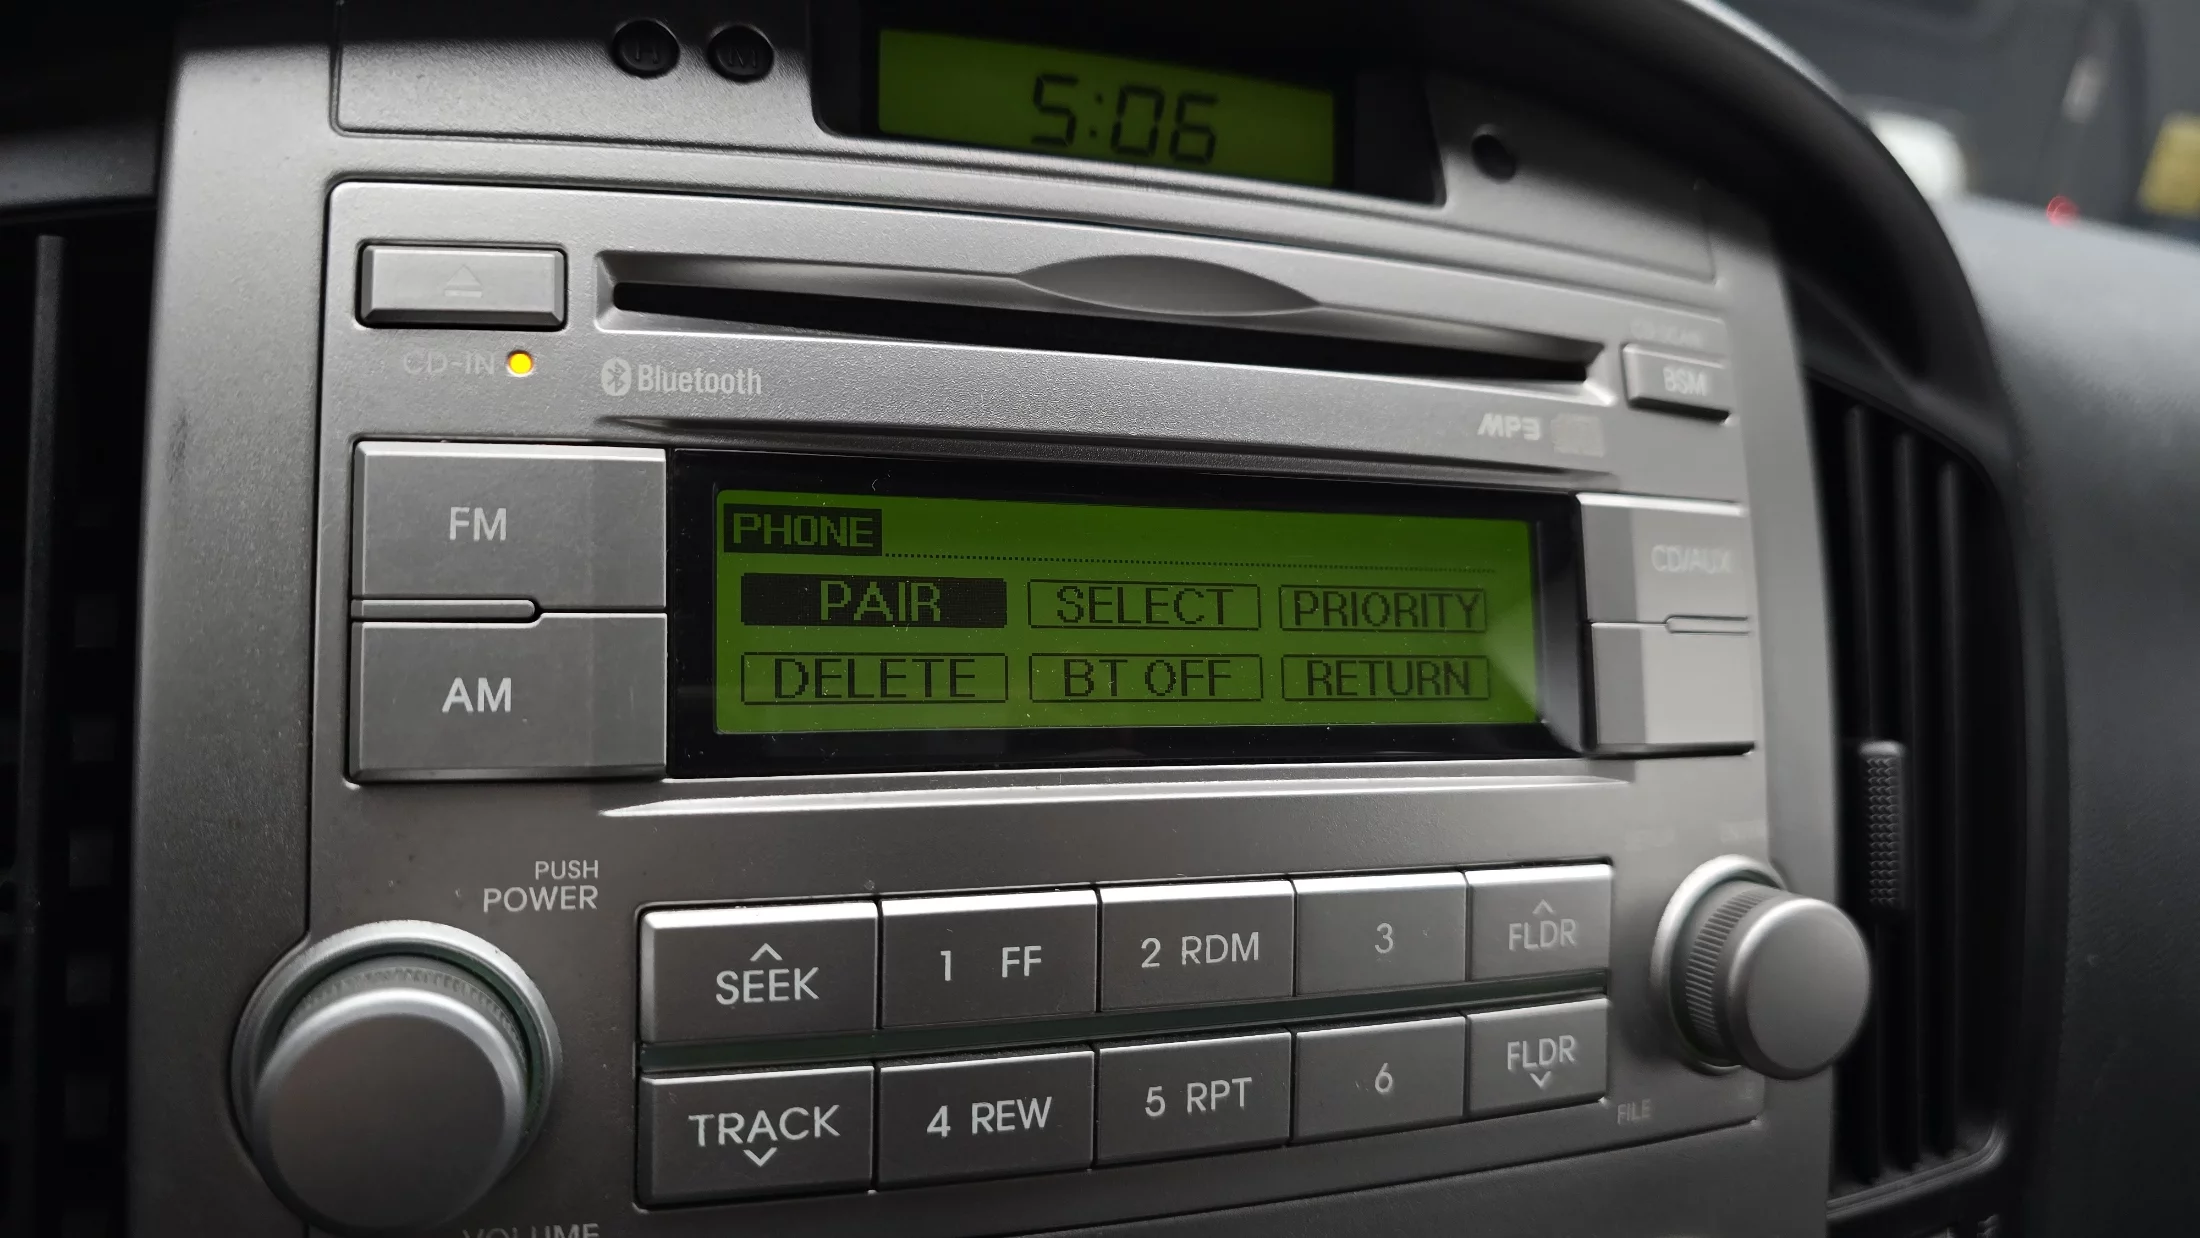 H M
5:06
CD-IN
Bluetooth
BSM
MP3
FM
CD/AUX
AM
PHONE
PAIR SELECT PRIORITY
DELETE BT OFF RETURN
PUSH
POWER
SEEK 1 FF 2 RDM 3 FLDR
TRACK 4 REW 5 RPT 6 FLDR
FILE
VOLUME